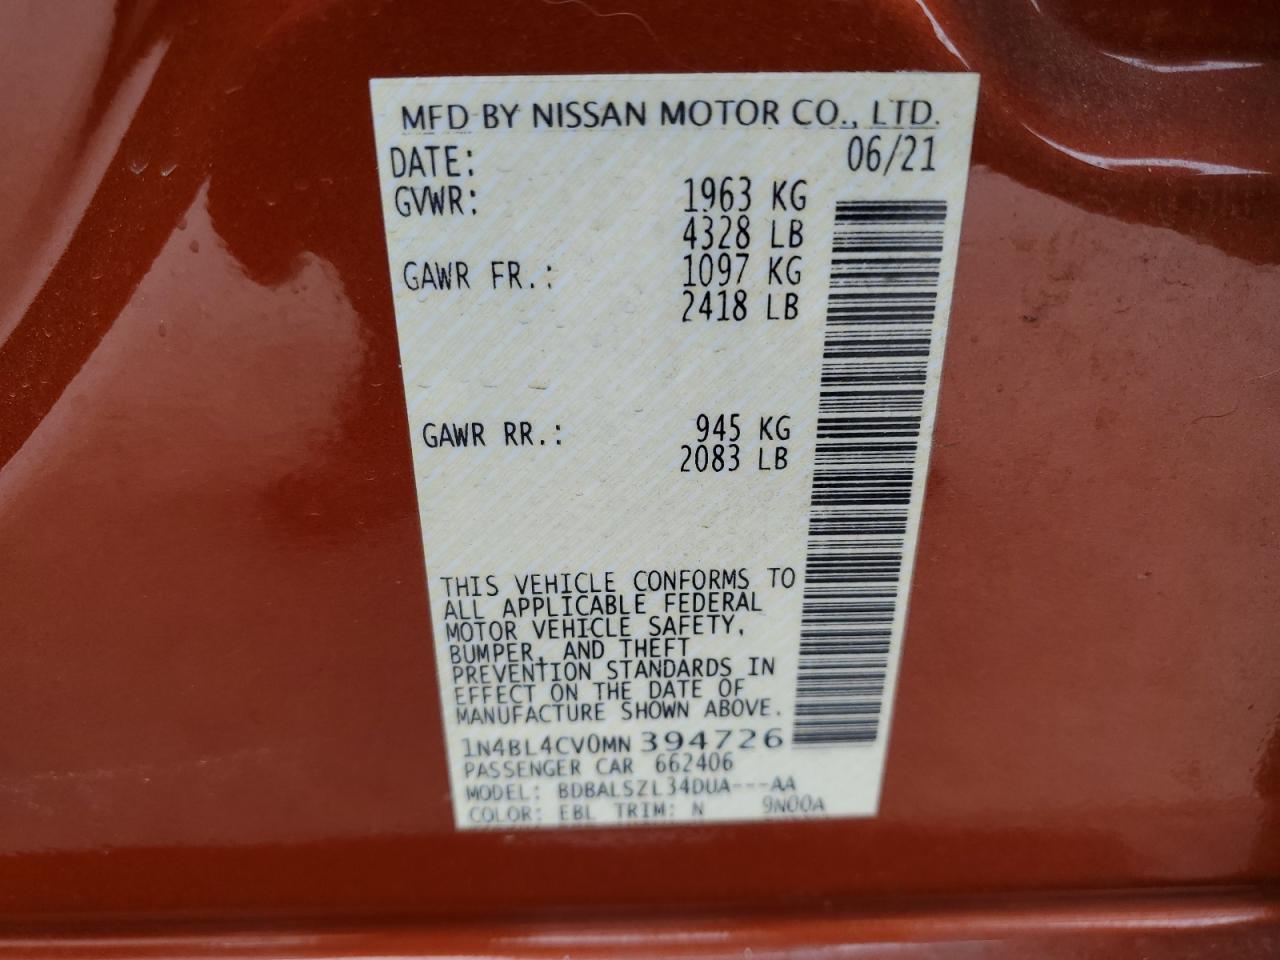 MFD BY NISSAN MOTOR CO., LTD.
DATE: 06/21
GVWR: 1963 KG
4328 LB
GAWR FR.: 1097 KG
2418 LB
GAWR RR.: 945 KG
2083 LB
THIS VEHICLE CONFORMS TO
ALL APPLICABLE FEDERAL
MOTOR VEHICLE SAFETY,
BUMPER, AND THEFT
PREVENTION STANDARDS IN
EFFECT ON THE DATE OF
MANUFACTURE SHOWN ABOVE.
1N4BL4CV0MN 394726
PASSENGER CAR 662406
MODEL: BDBALSZL34DUA---AA
COLOR: EBL TRIM: N 9N00A